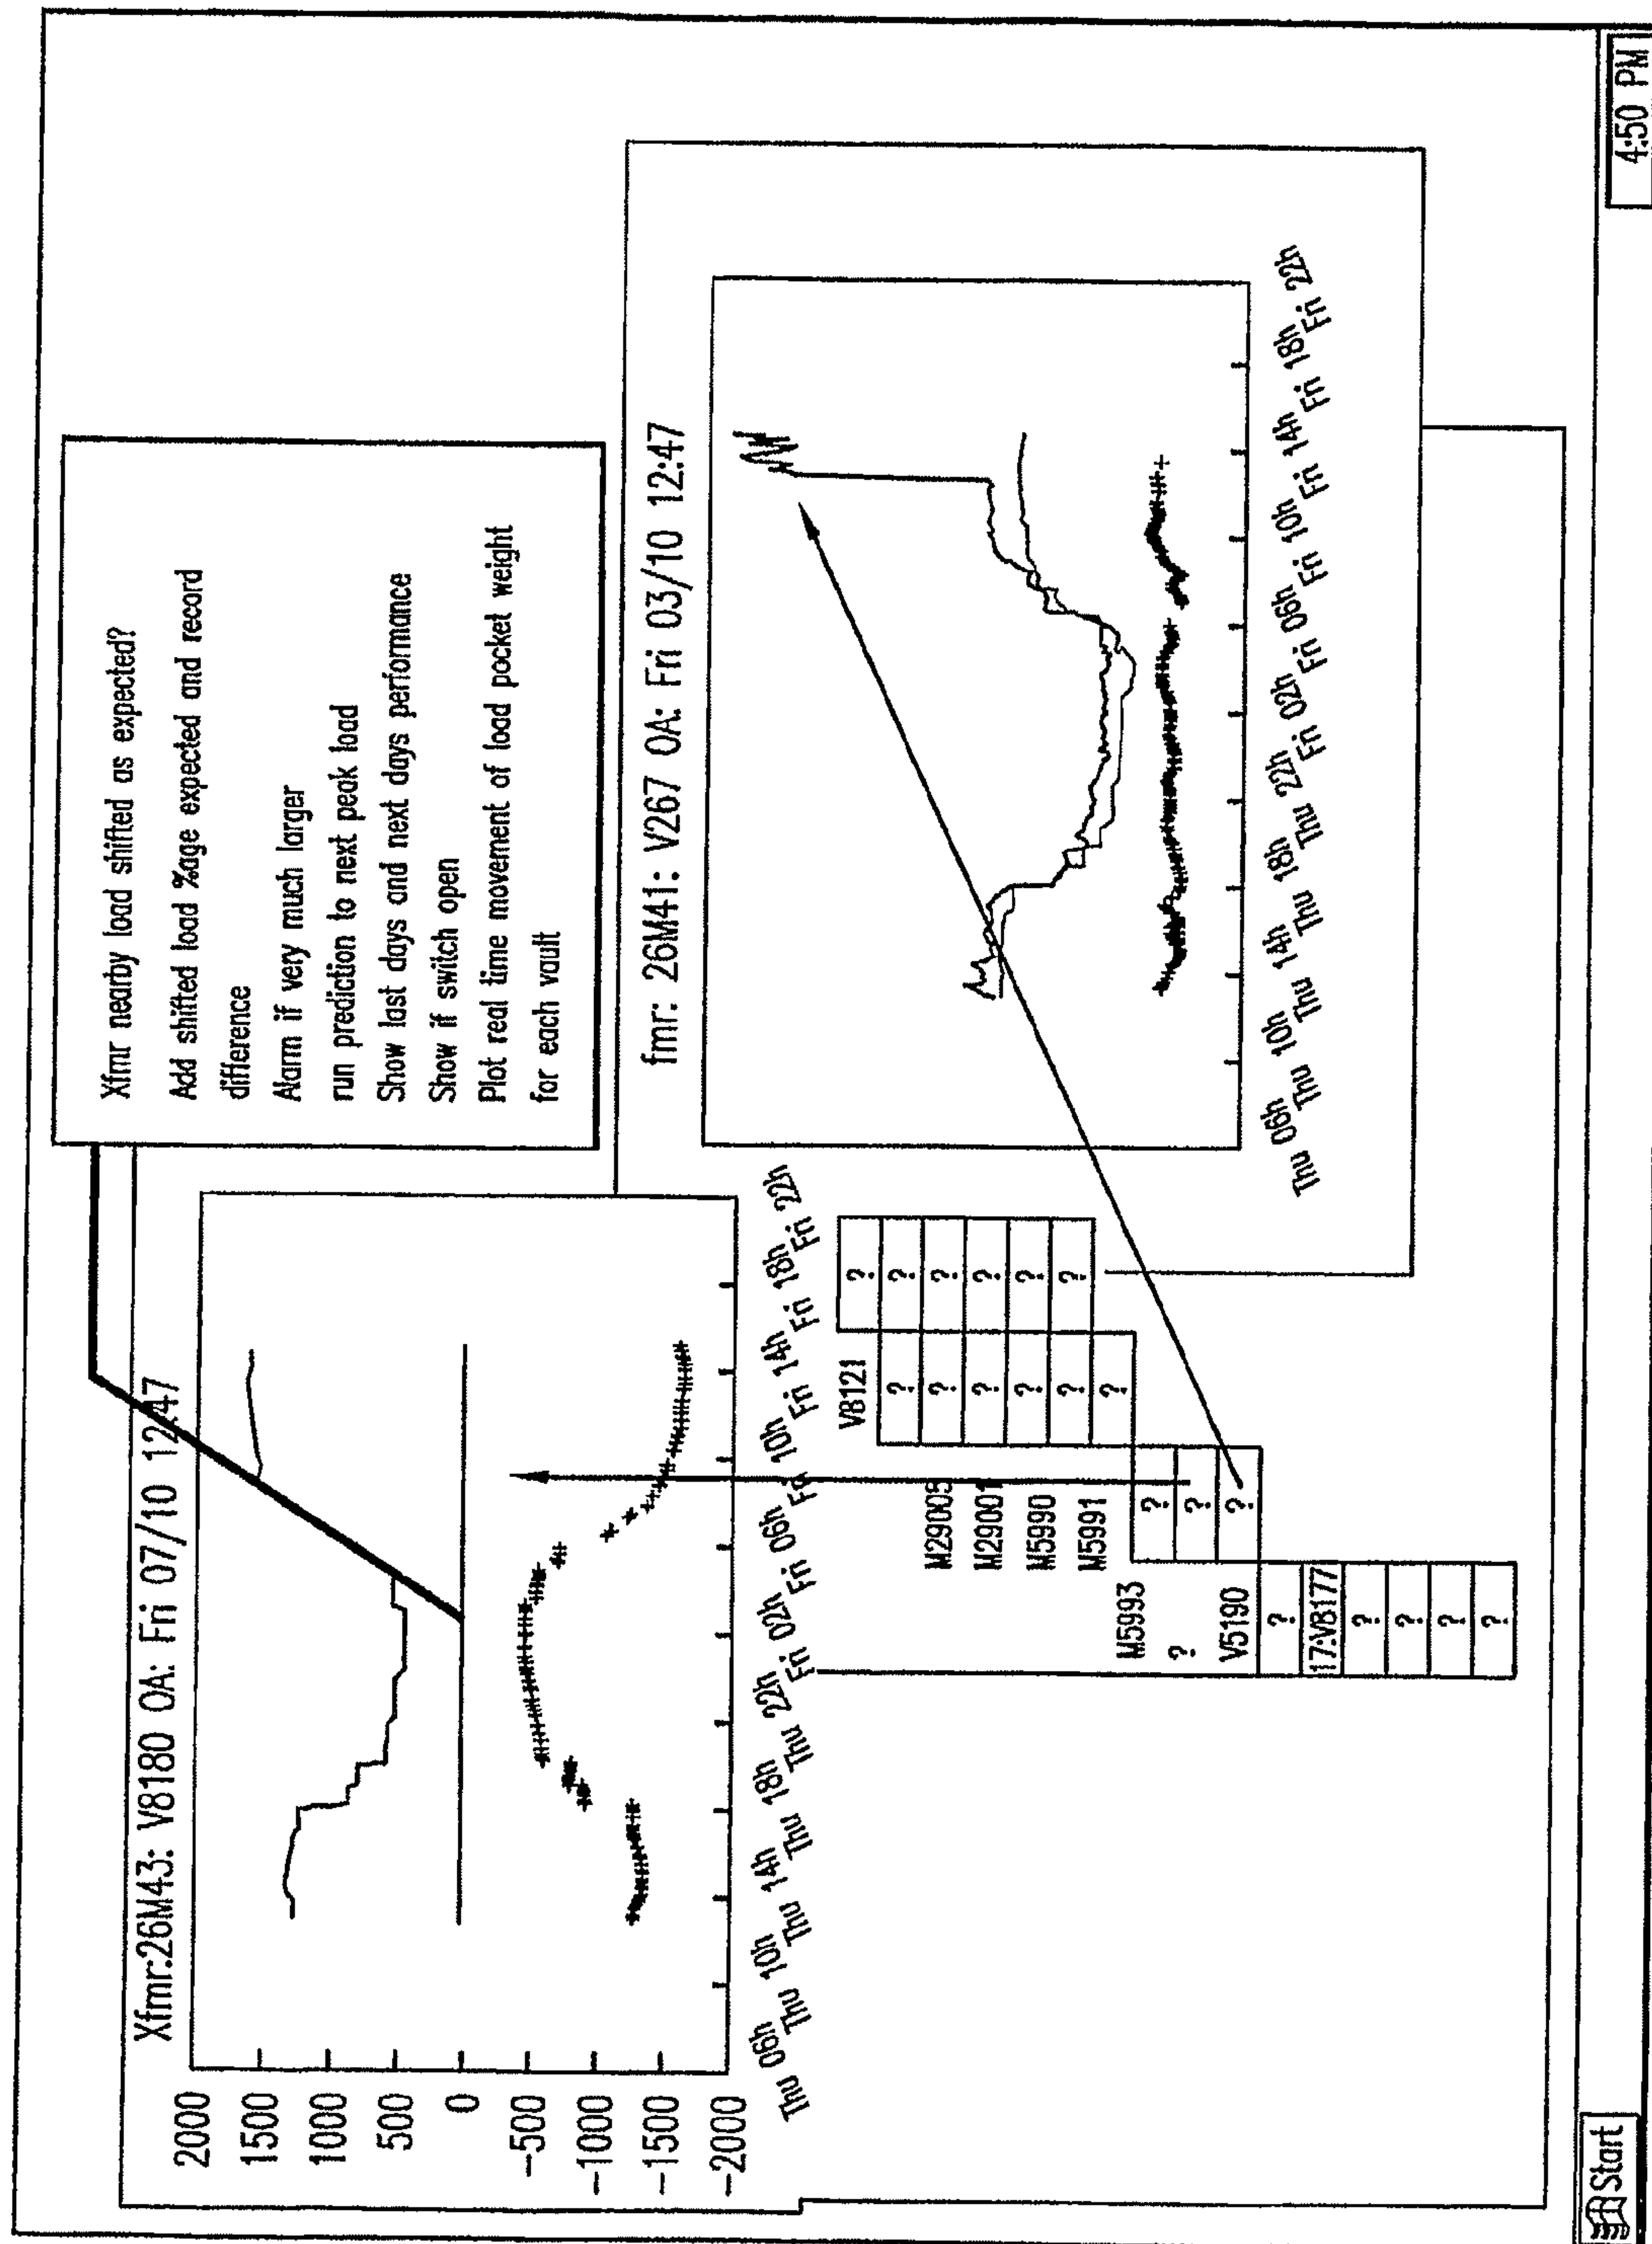 Xfmr nearby load shifted as expected?
Add shifted load %age expected and record
difference
Alarm if very much larger
run prediction to next peak load
Show last days and next days performance
Show if switch open
Plot real time movement of load pocket weight
for each vault
Xfmr:26M43: V8180 OA: Fri 07/10 12:47
2000
1500
1000
500
0
-500
-1000
-1500
-2000
Thu 06h Thu 10h Thu 14h Thu 18h Thu 22h Fri 02h Fri 06h Fri 10h Fri 14h Fri 18h Fri 22h
fmr: 26M41: V267 OA: Fri 03/10 12:47
Thu 06h Thu 10h Thu 14h Thu 18h Thu 22h Fri 02h Fri 06h Fri 10h Fri 14h Fri 18h Fri 22h
?
V8121 ?
? ?
M29005 ? ?
M29001 ? ?
M5990 ? ?
M5991 ?
M5993 ?
? ?
V5190 ?
?
17:V8177
?
?
?
?
Start 4:50 PM